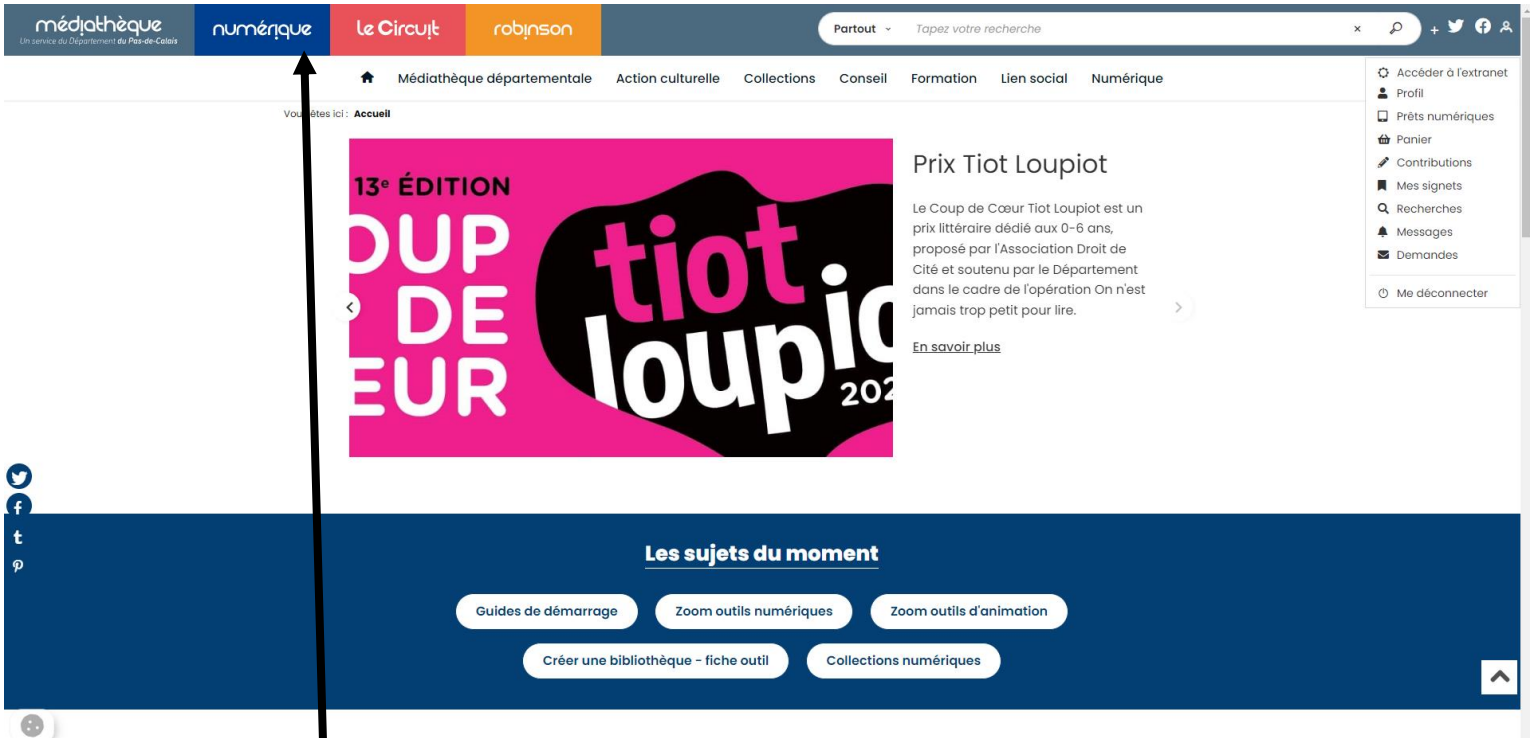 médiathèque
Un service du Département du Pas-de-Calais
numérique
le Circuit
robinson
Partout
Tapez votre recherche
×
+
Médiathèque départementale
Action culturelle
Collections
Conseil
Formation
Lien social
Numérique
Accéder à l'extranet
Profil
Prêts numériques
Panier
Contributions
Mes signets
Recherches
Messages
Demandes
Me déconnecter
Vous êtes ici : Accueil
13e ÉDITION
OUP
DE
EUR
tiot
loupio
202
Prix Tiot Loupiot
Le Coup de Cœur Tiot Loupiot est un
prix littéraire dédié aux 0-6 ans,
proposé par l'Association Droit de
Cité et soutenu par le Département
dans le cadre de l'opération On n'est
jamais trop petit pour lire.
En savoir plus
Les sujets du moment
Guides de démarrage
Zoom outils numériques
Zoom outils d'animation
Créer une bibliothèque - fiche outil
Collections numériques